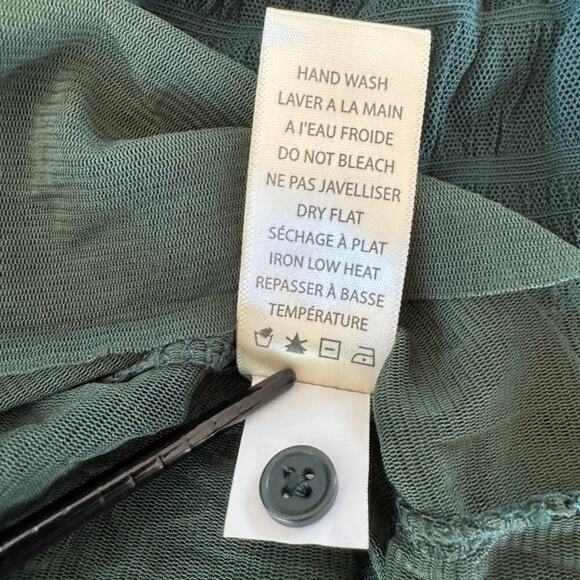 HAND WASH
LAVER A LA MAIN
A I'EAU FROIDE
DO NOT BLEACH
NE PAS JAVELLISER
DRY FLAT
SÉCHAGE À PLAT
IRON LOW HEAT
REPASSER À BASSE
TEMPÉRATURE